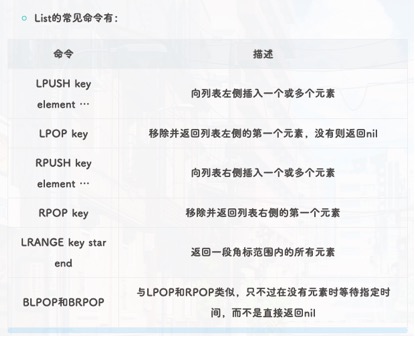 List的常见命令有：
命令 描述
LPUSH key
element … 向列表左侧插入一个或多个元素
LPOP key 移除并返回列表左侧的第一个元素，没有则返回nil
RPUSH key
element … 向列表右侧插入一个或多个元素
RPOP key 移除并返回列表右侧的第一个元素
LRANGE key star
end 返回一段角标范围内的所有元素
BLPOP和BRPOP 与LPOP和RPOP类似，只不过在没有元素时等待指定时
间，而不是直接返回nil